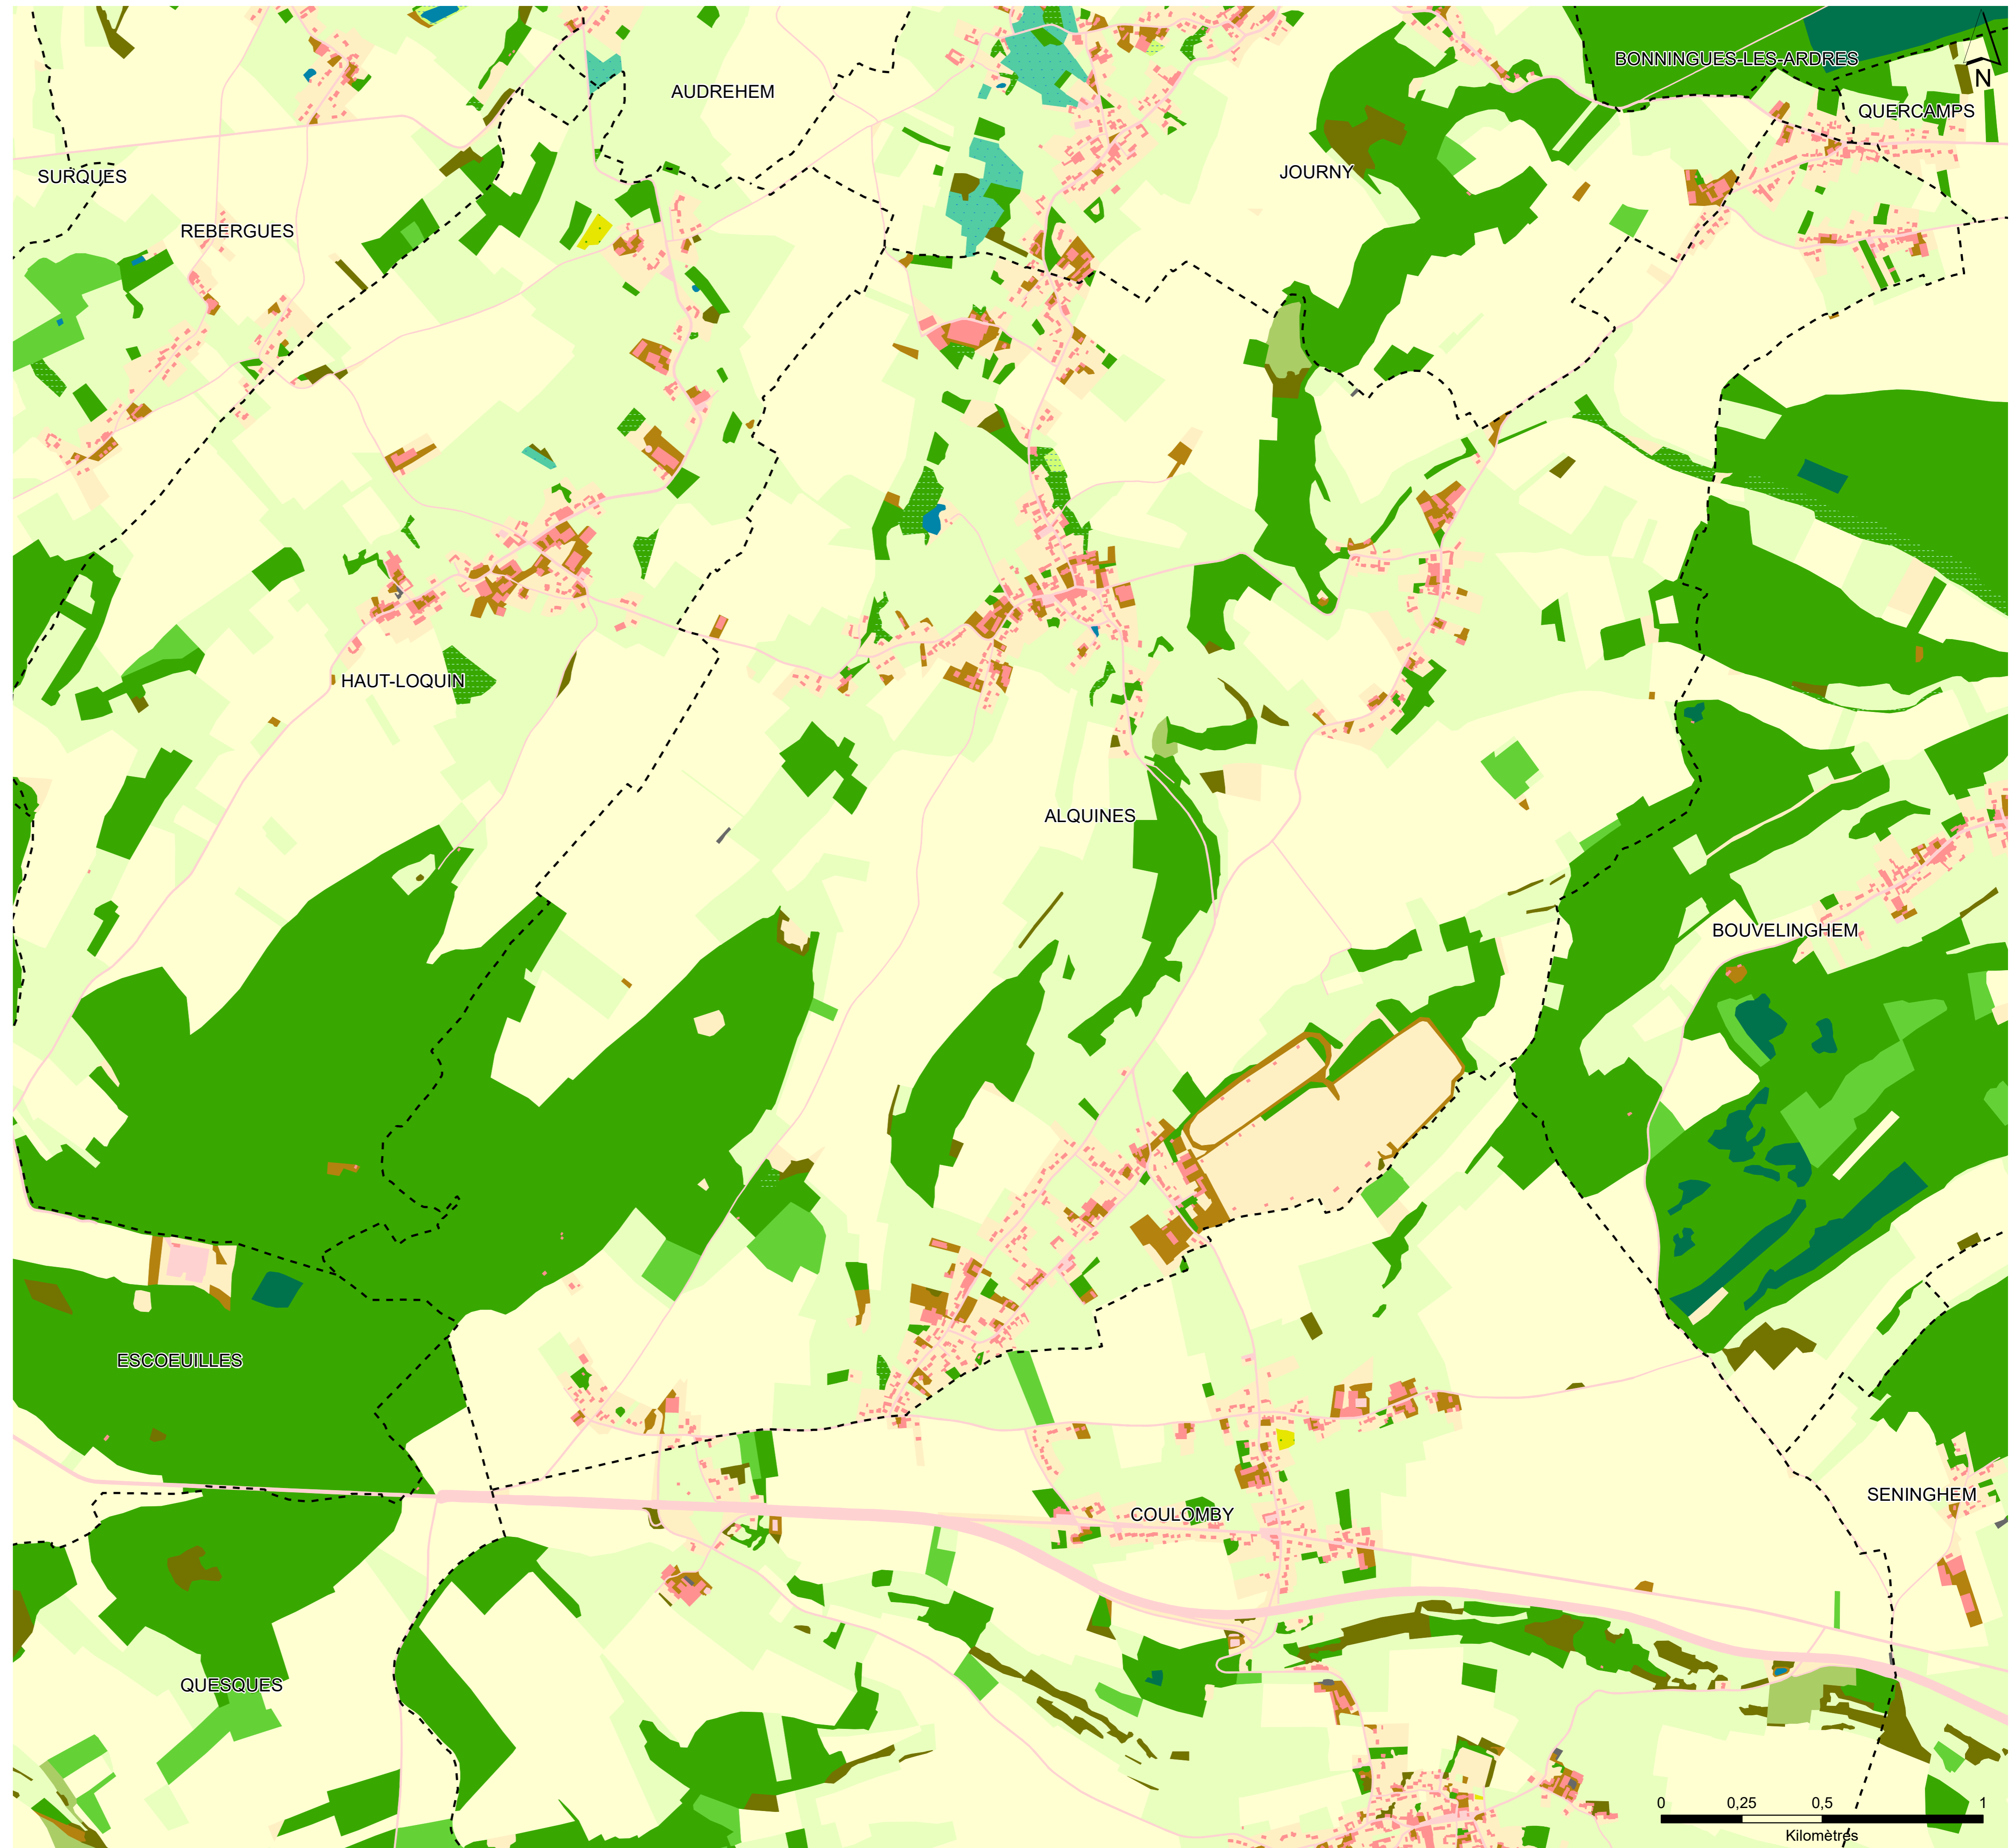 BONNINGUES-LES-ARDRES
N
AUDREHEM
QUERCAMPS
JOURNY
SURQUES
REBERGUES
HAUT-LOQUIN
ALQUINES
BOUVELINGHEM
ESCOEUILLES
SENINGHEM
COULOMBY
QUESQUES
0 0,25 0,5 1
Kilomètres